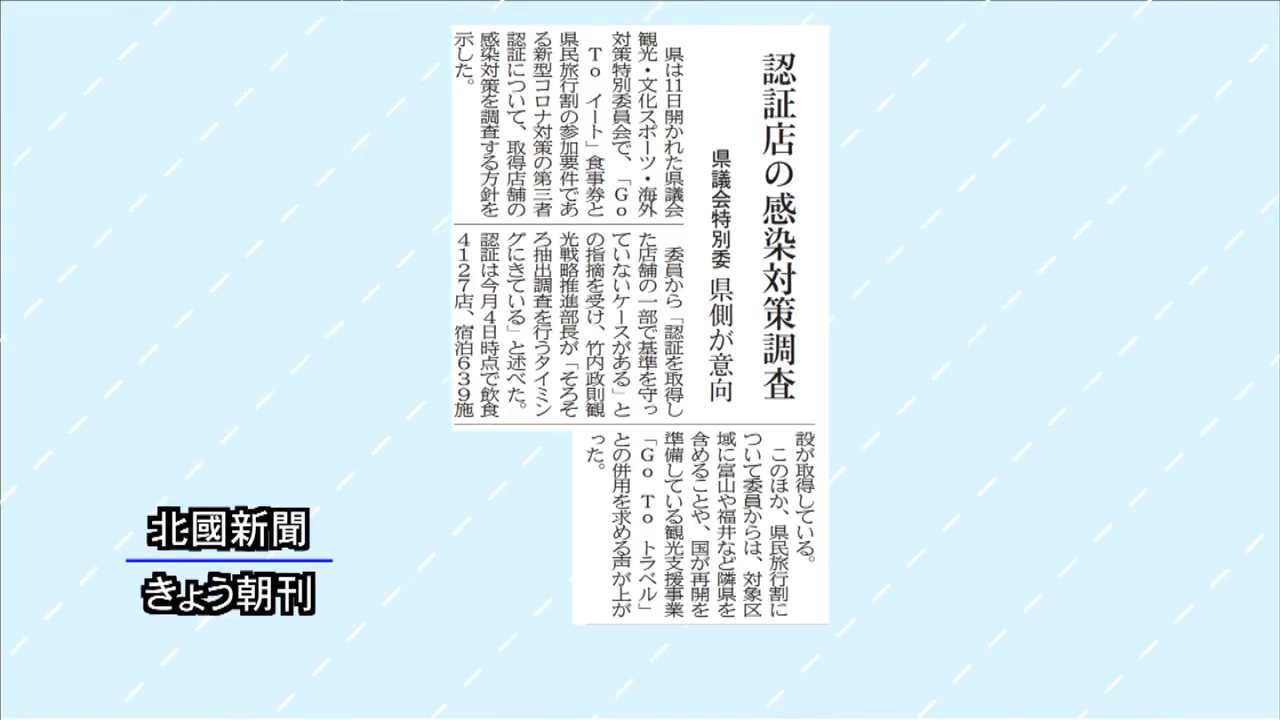 認証店の感染対策調査
県議会特別委 県側が意向
県は11日開かれた県議会
観光・文化スポーツ・海外
対策特別委員会で、「Go
To イート」食事券と
県民旅行割の参加要件であ
る新型コロナ対策の第三者
認証について、取得店舗の
感染対策を調査する方針を
示した。
委員から「認証を取得し
た店舗の一部で基準を守っ
ていないケースがある」と
の指摘を受け、竹内政則観
光戦略推進部長が「そろそ
ろ抽出調査を行うタイミン
グにきている」と述べた。
認証は今月4日時点で飲食
4127店、宿泊639施
設が取得している。
このほか、県民旅行割に
ついて委員からは、対象区
域に富山や福井など隣県を
含めることや、国が再開を
準備している観光支援事業
「Go To トラベル」
との併用を求める声が上が
った。
北國新聞
きょう朝刊